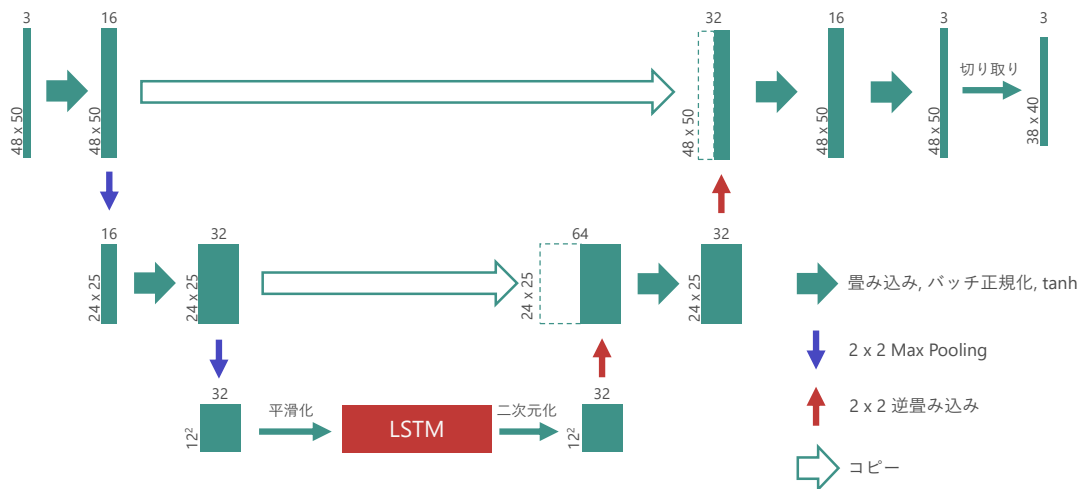 3
16
32
16
3
3
48 x 50
48 x 50
48 x 50
48 x 50
48 x 50
切り取り
38 x 40
16
32
64
32
24 x 25
24 x 25
24 x 25
24 x 25
畳み込み, バッチ正規化, tanh
2 x 2 Max Pooling
32
平滑化
LSTM
二次元化
32
12²
12²
2 x 2 逆畳み込み
コピー